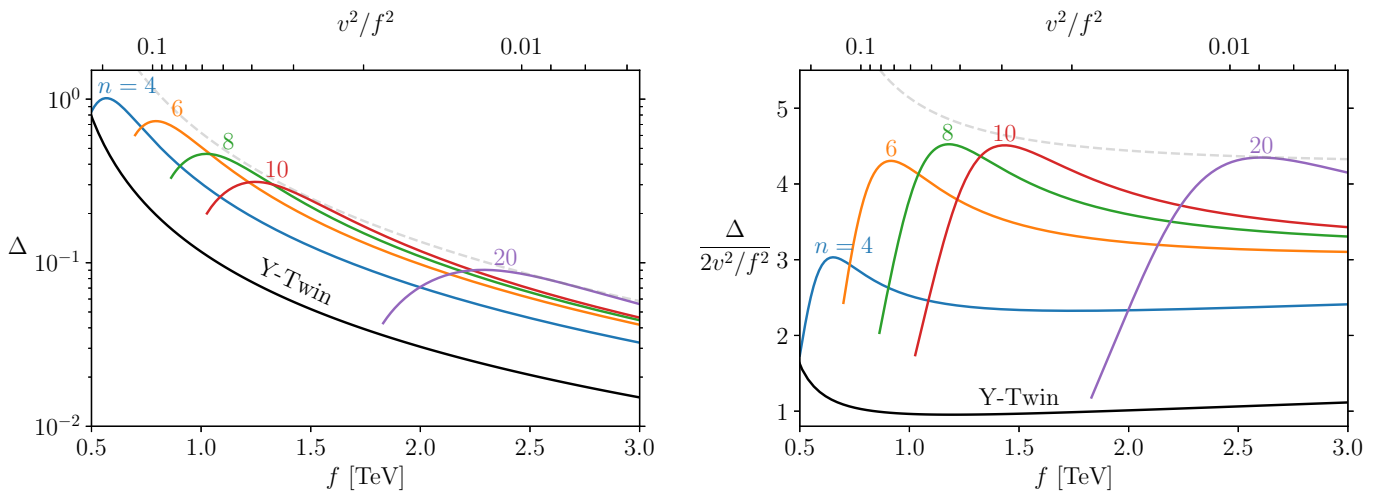 v²/f²
0.1 0.01
10⁰
10⁻¹
10⁻²
Δ
n = 4
6
8
10
20
Y-Twin
0.5 1.0 1.5 2.0 2.5 3.0
f [TeV]
v²/f²
0.1 0.01
5
4
3
2
1
Δ
2v²/f²
n = 4
6
8
10
20
Y-Twin
0.5 1.0 1.5 2.0 2.5 3.0
f [TeV]